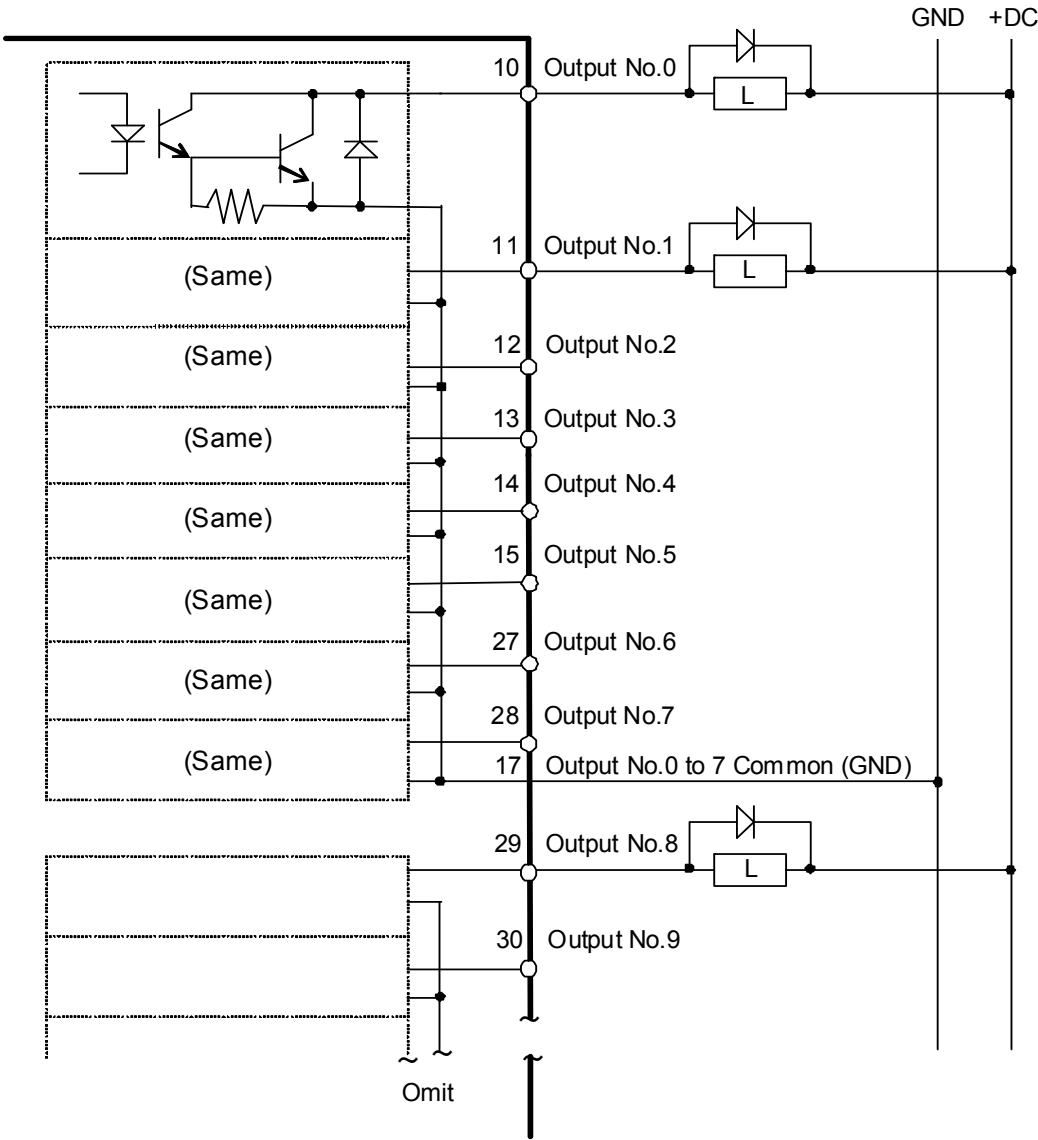 GND +DC
10 Output No.0
L
11 Output No.1
L
(Same)
12 Output No.2
(Same)
13 Output No.3
(Same)
14 Output No.4
(Same)
15 Output No.5
(Same)
27 Output No.6
(Same)
28 Output No.7
(Same)
17 Output No.0 to 7 Common (GND)
29 Output No.8
L
30 Output No.9
Omit